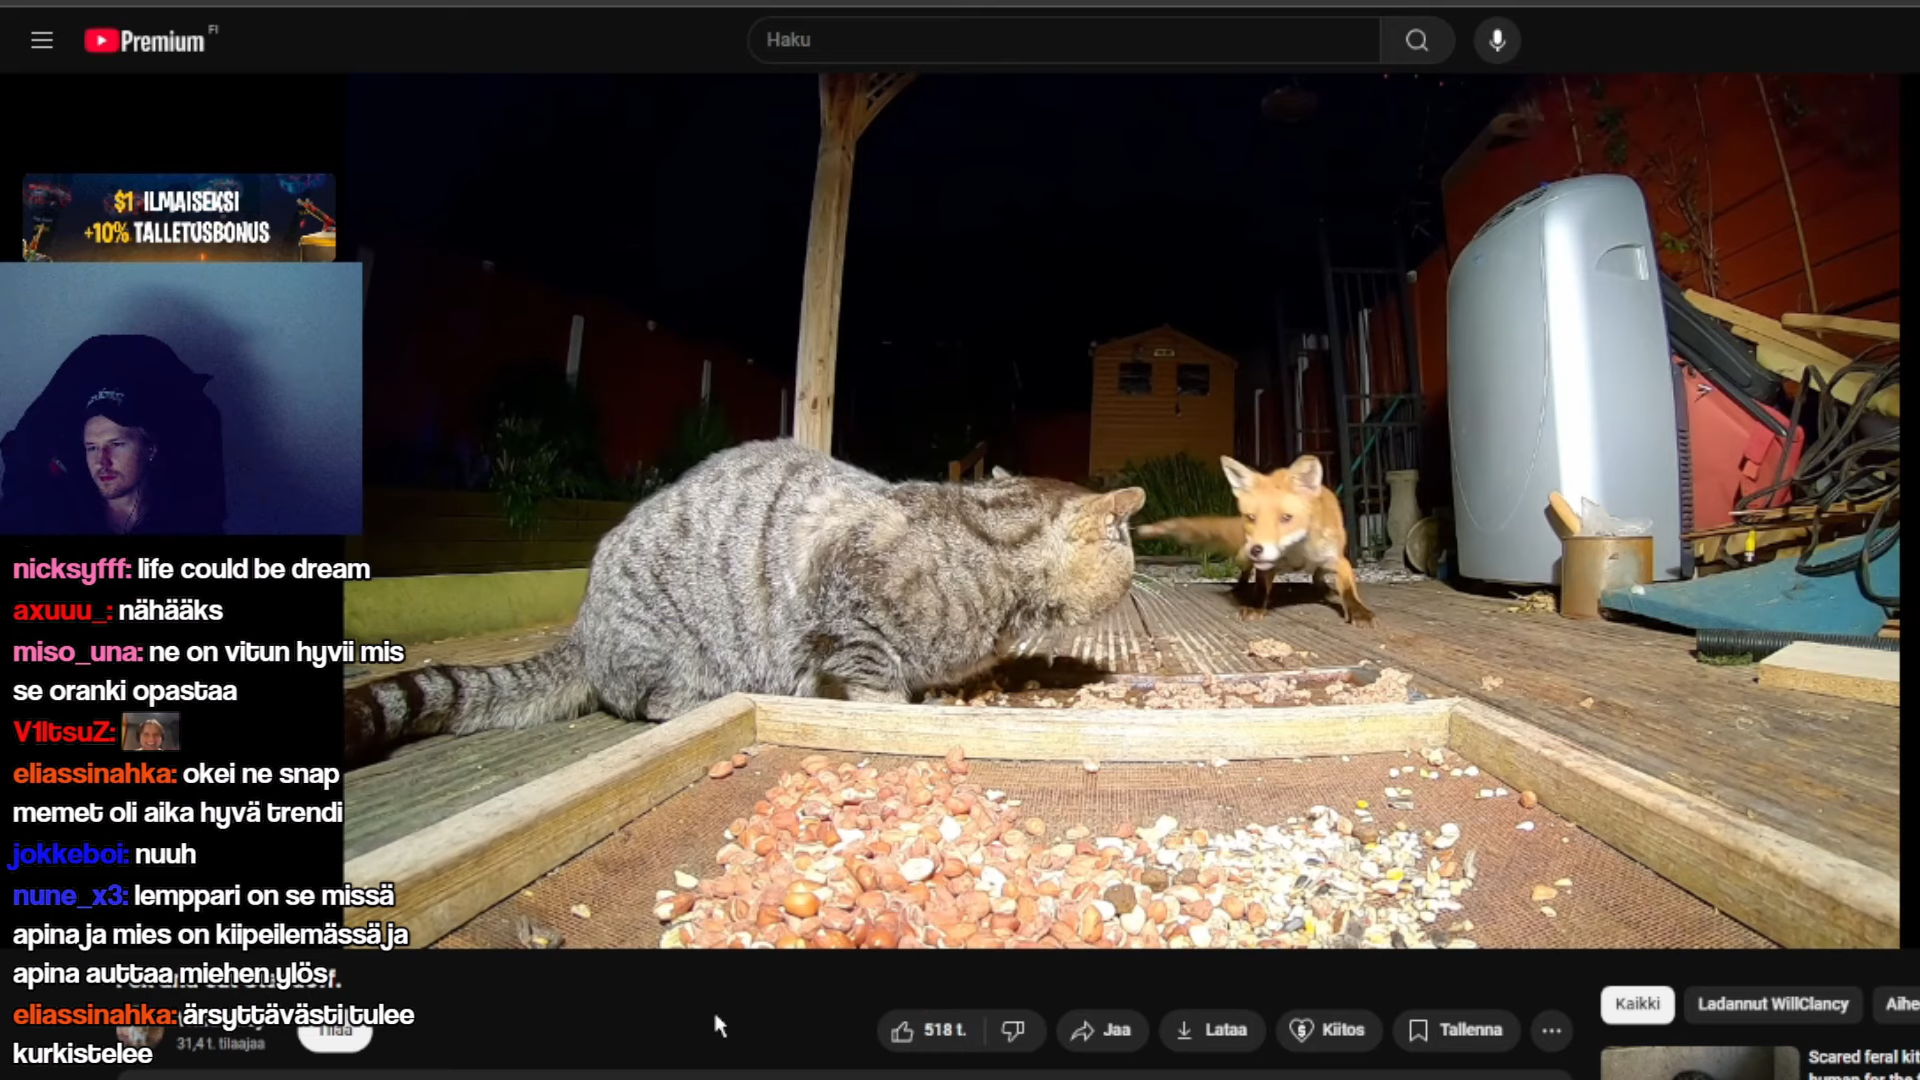 Premium FI
Haku
$1 ILMAISEKSI
+10% TALLETUSBONUS
nicksyfff: life could be dream
axuuu_: nähääks
miso_una: ne on vitun hyvii mis
se oranki opastaa
V1ltsuZ:
eliassinahka: okei ne snap
memet oli aika hyvä trendi
jokkeboi: nuuh
nune_x3: lemppari on se missä
apina ja mies on kiipeilemässä ja
apina auttaa miehen ylös
eliassinahka: ärsyttävästi tulee
kurkistelee
Tilaa
31,4 t. tilaajaa
518 t.
Jaa
Lataa
Kiitos
Tallenna
Kaikki
Ladannut WillClancy
Aihe
Scared feral kit